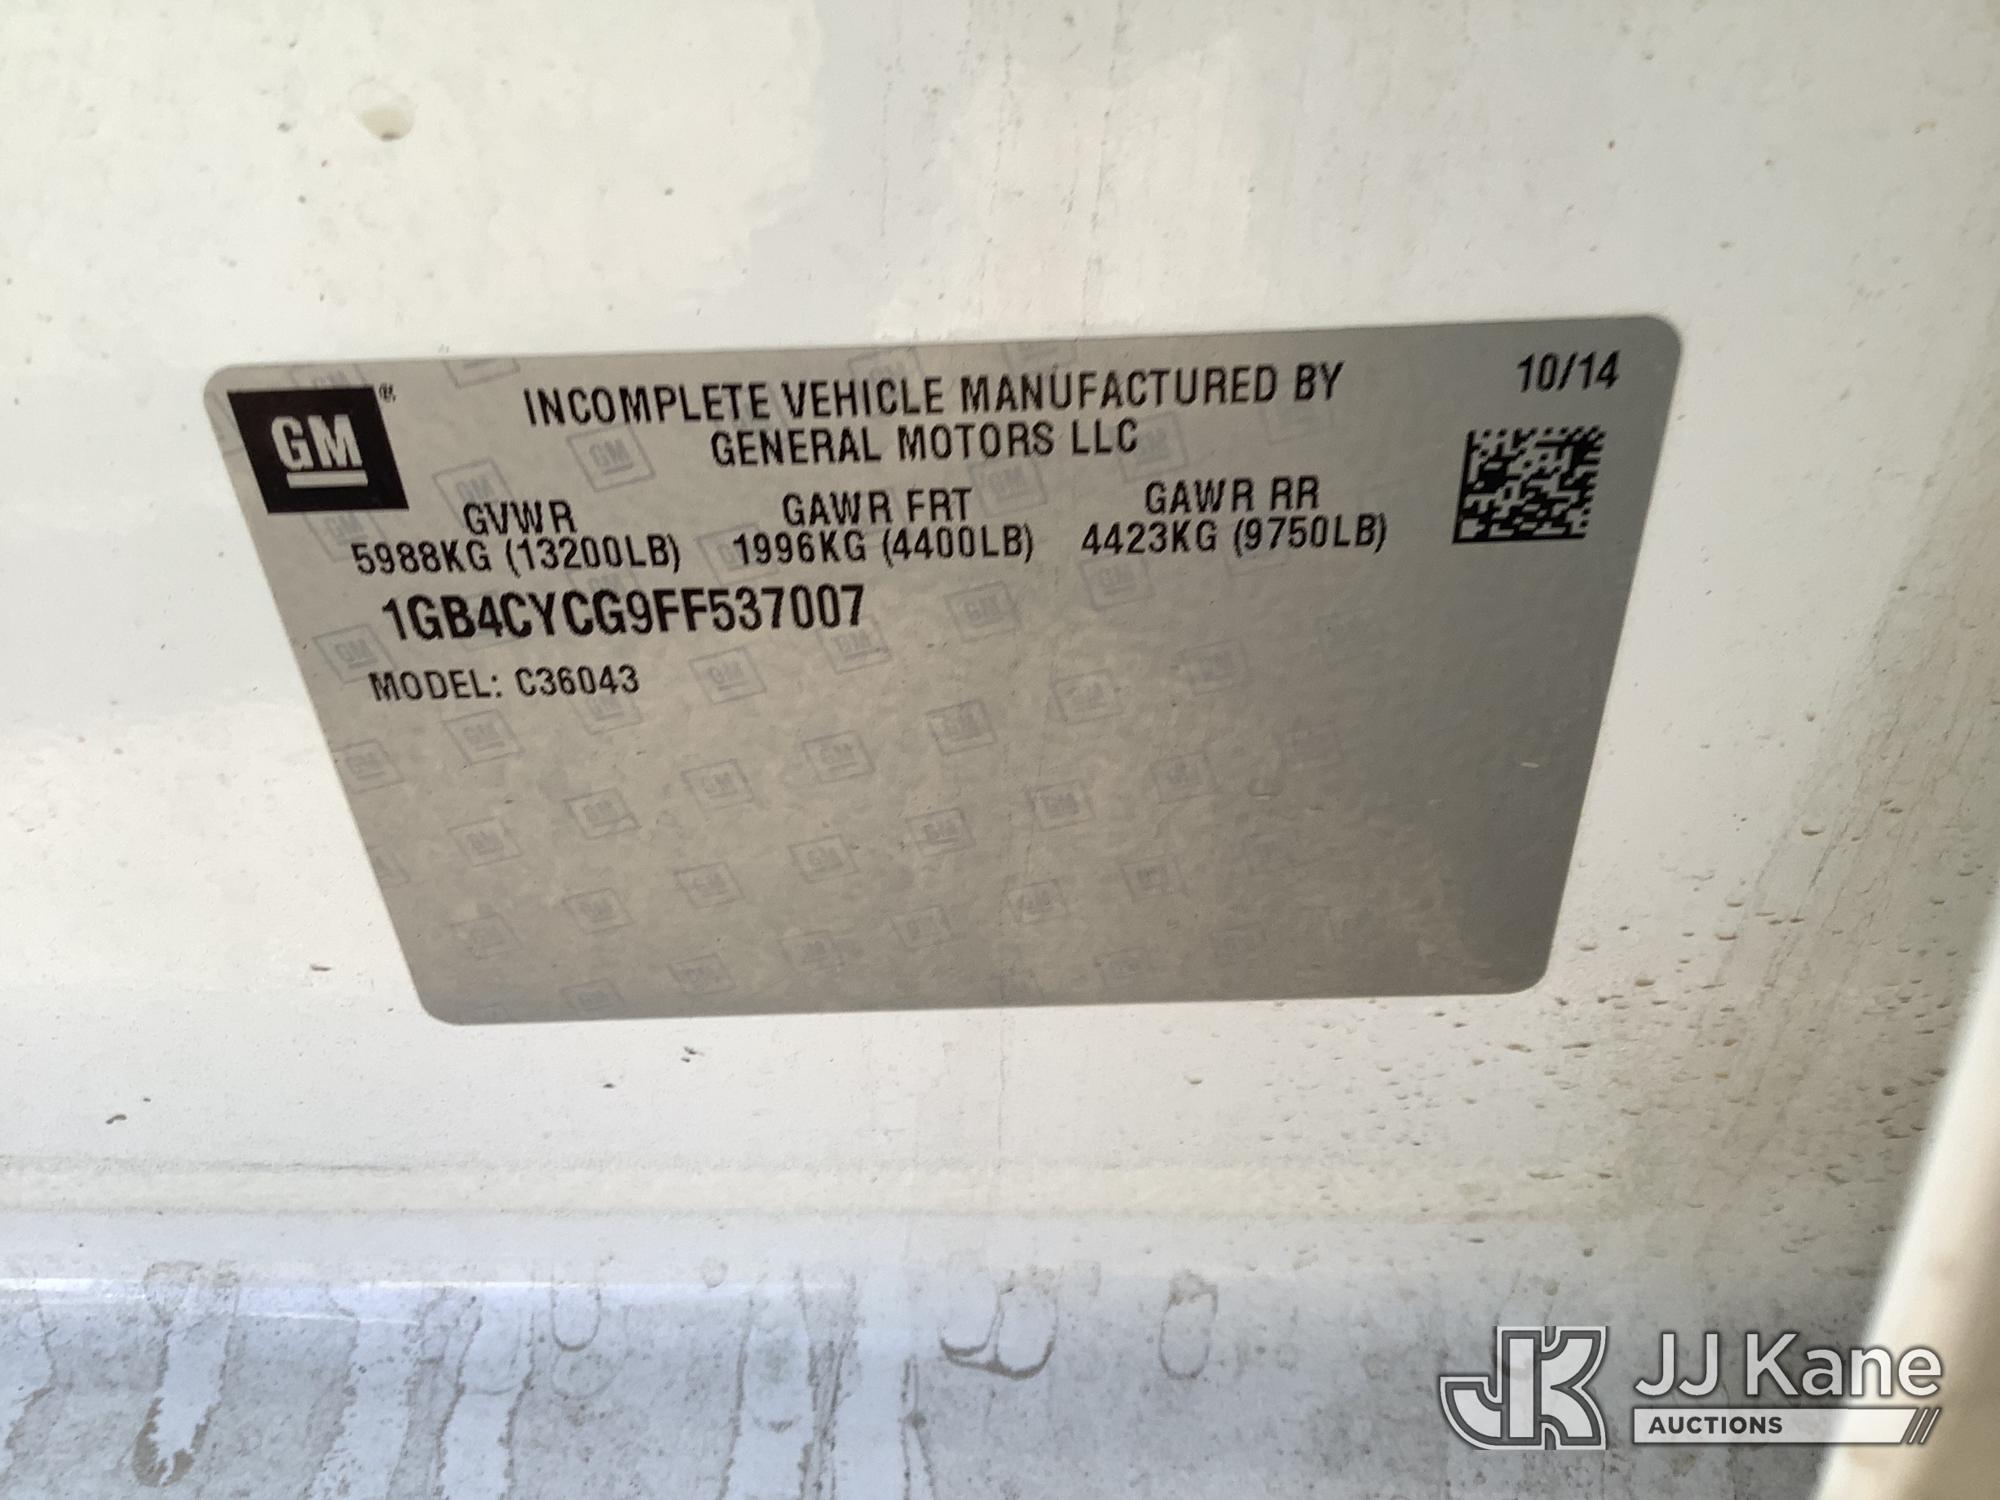 GM®
INCOMPLETE VEHICLE MANUFACTURED BY
GENERAL MOTORS LLC
10/14
GVWR
5988KG (13200LB)
GAWR FRT
1996KG (4400LB)
GAWR RR
4423KG (9750LB)
1GB4CYCG9FF537007
MODEL: C36043
JK JJ Kane
AUCTIONS